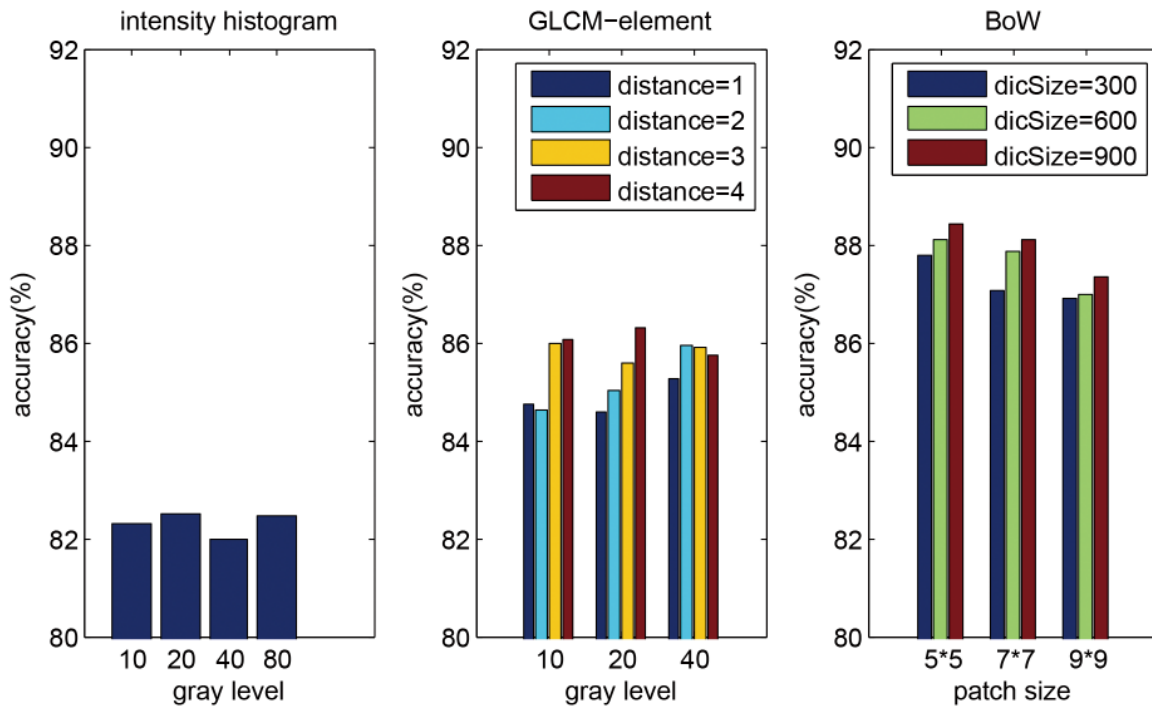 intensity histogram
92
90
88
86
84
82
80
accuracy(%)
10 20 40 80
gray level
GLCM−element
distance=1
distance=2
distance=3
distance=4
92
90
88
86
84
82
80
accuracy(%)
10 20 40
gray level
BoW
dicSize=300
dicSize=600
dicSize=900
92
90
88
86
84
82
80
accuracy(%)
5*5 7*7 9*9
patch size